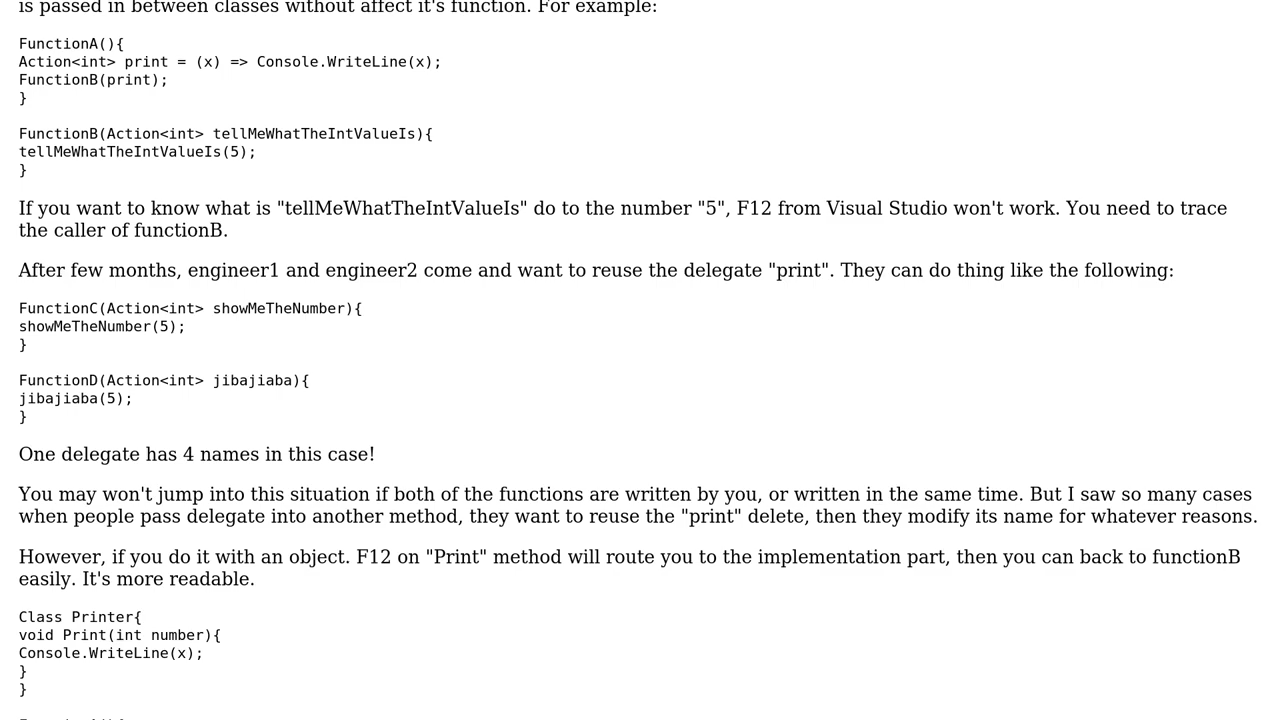 is passed in between classes without affect it's function. For example:
FunctionA(){
Action<int> print = (x) => Console.WriteLine(x);
FunctionB(print);
}
FunctionB(Action<int> tellMeWhatTheIntValueIs){
tellMeWhatTheIntValueIs(5);
}
If you want to know what is "tellMeWhatTheIntValueIs" do to the number "5", F12 from Visual Studio won't work. You need to trace
the caller of functionB.
After few months, engineer1 and engineer2 come and want to reuse the delegate "print". They can do thing like the following:
FunctionC(Action<int> showMeTheNumber){
showMeTheNumber(5);
}
FunctionD(Action<int> jibajiaba){
jibajiaba(5);
}
One delegate has 4 names in this case!
You may won't jump into this situation if both of the functions are written by you, or written in the same time. But I saw so many cases
when people pass delegate into another method, they want to reuse the "print" delete, then they modify its name for whatever reasons.
However, if you do it with an object. F12 on "Print" method will route you to the implementation part, then you can back to functionB
easily. It's more readable.
Class Printer{
void Print(int number){
Console.WriteLine(x);
}
}